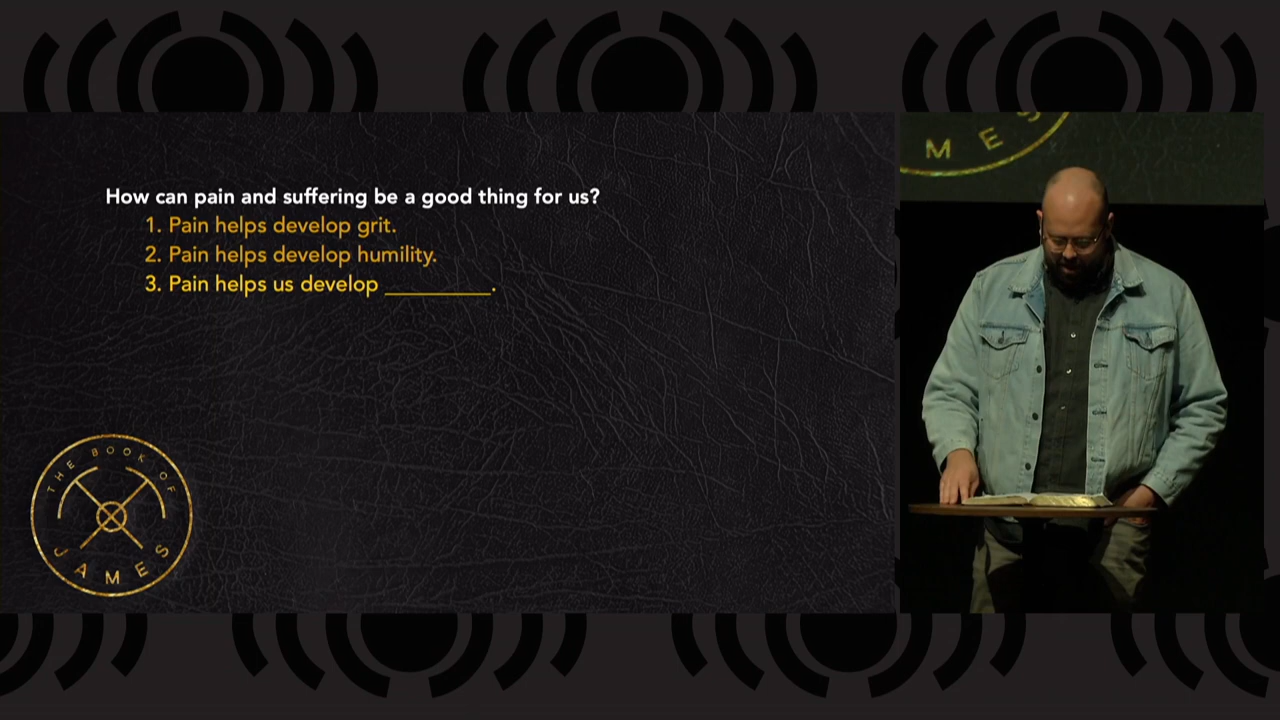 How can pain and suffering be a good thing for us?
1. Pain helps develop grit.
2. Pain helps develop humility.
3. Pain helps us develop __________.
THE BOOK OF
JAMES
MES